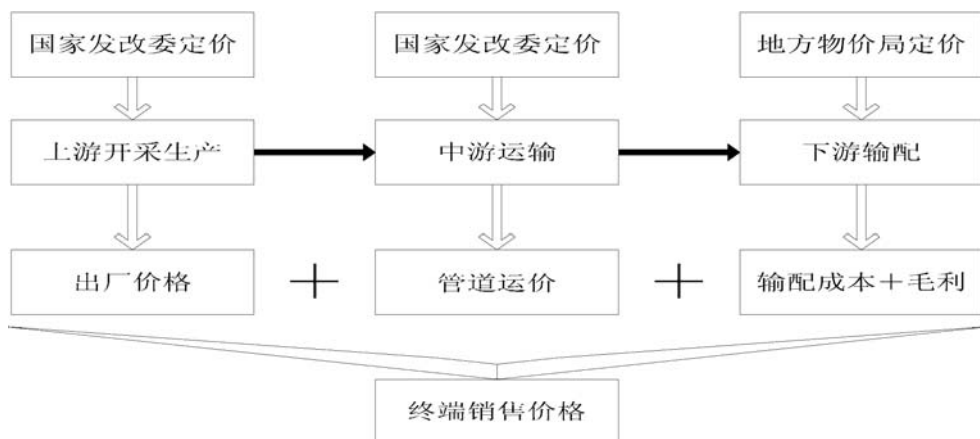 国家发改委定价
国家发改委定价
地方物价局定价
上游开采生产
中游运输
下游输配
出厂价格
+
管道运价
+
输配成本+毛利
终端销售价格